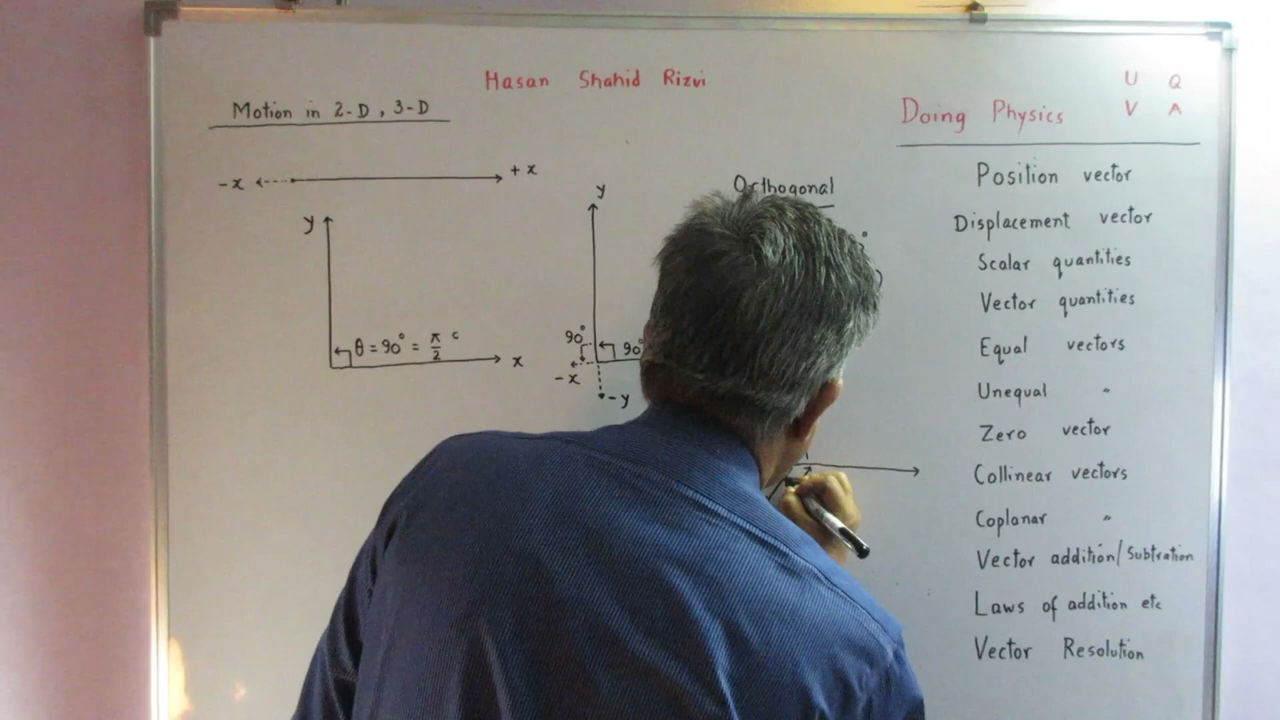 Hasan Shahid Rizvi
U Q
V A
Motion in 2-D, 3-D
Doing Physics
-x +x
Orthogonal
y
y
θ = 90° = π/2 c
x
90°
90°
-x
-y
Position vector
Displacement vector
Scalar quantities
Vector quantities
Equal vectors
Unequal "
Zero vector
Collinear vectors
Coplanar "
Vector addition/Subtration
Laws of addition etc
Vector Resolution